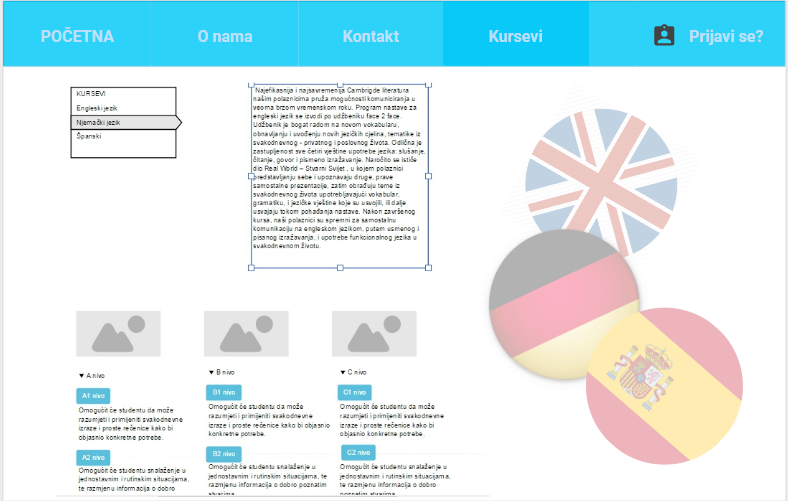 POČETNA
O nama
Kontakt
Kursevi
Prijavi se?
KURSEVI
Engleski jezik
Njemački jezik
Španski
Najefikasnija i najsavremenija Cambrigde literatura
našim polaznicima pruža mogućnosti komuniciranja u
veoma brzom vremenskom roku. Program nastave za
engleski jezik se izvodi po udžbeniku face 2 face.
Udžbenik je bogat radom na novom vokabularu,
obnavljanju i uvođenju novih jezičkih cjelina, tematike iz
svakodnevnog - privatnog i poslovnog života. Odlična je
zastupljenost sve četiri vještine upotrebe jezika: slušanje,
čitanje, govor i pismeno izražavanje. Naročito se ističe
dio Real World – Stvarni Svijet , u kojem polaznici
predstavljanju sebe i upoznavaju druge, prave
samostalne prezentacije, zatim obrađuju teme iz
svakodnevnog života upotrebljavajući vokabular,
gramatiku, i jezičke vještine koje su usvojili, ili dalje
usvajaju tokom pohađanja nastave. Nakon završenog
kursa, naši polaznici su spremni za samostalnu
komunikaciju na engleskom jezikom, putem usmenog i
pisanog izražavanja, i upotrebe funkcionalnog jezika u
svakodnevnom životu.
A nivo
A1 nivo
Omogućit će studentu da može
razumjeti i primijeniti svakodnevne
izraze i proste rečenice kako bi
objasnio konkretne potrebe.
A2 nivo
Omogućit će studentu snalaženje u
jednostavnim i rutinskim situacijama,
te razmjenu informacija o dobro
B nivo
B1 nivo
Omogućit će studentu da može
razumjeti i primijeniti svakodnevne
izraze i proste rečenice kako bi objasnio
konkretne potrebe.
B2 nivo
Omogućit će studentu snalaženje u
jednostavnim i rutinskim situacijama, te
razmjenu informacija o dobro poznatim
stvarima.
C nivo
C1 nivo
Omogućit će studentu da može
razumjeti i primijeniti svakodnevne
izraze i proste rečenice kako bi
objasnio konkretne potrebe.
C2 nivo
Omogućit će studentu snalaženje u
jednostavnim i rutinskim situacijama,
te razmjenu informacija o dobro
poznatim stvarima.